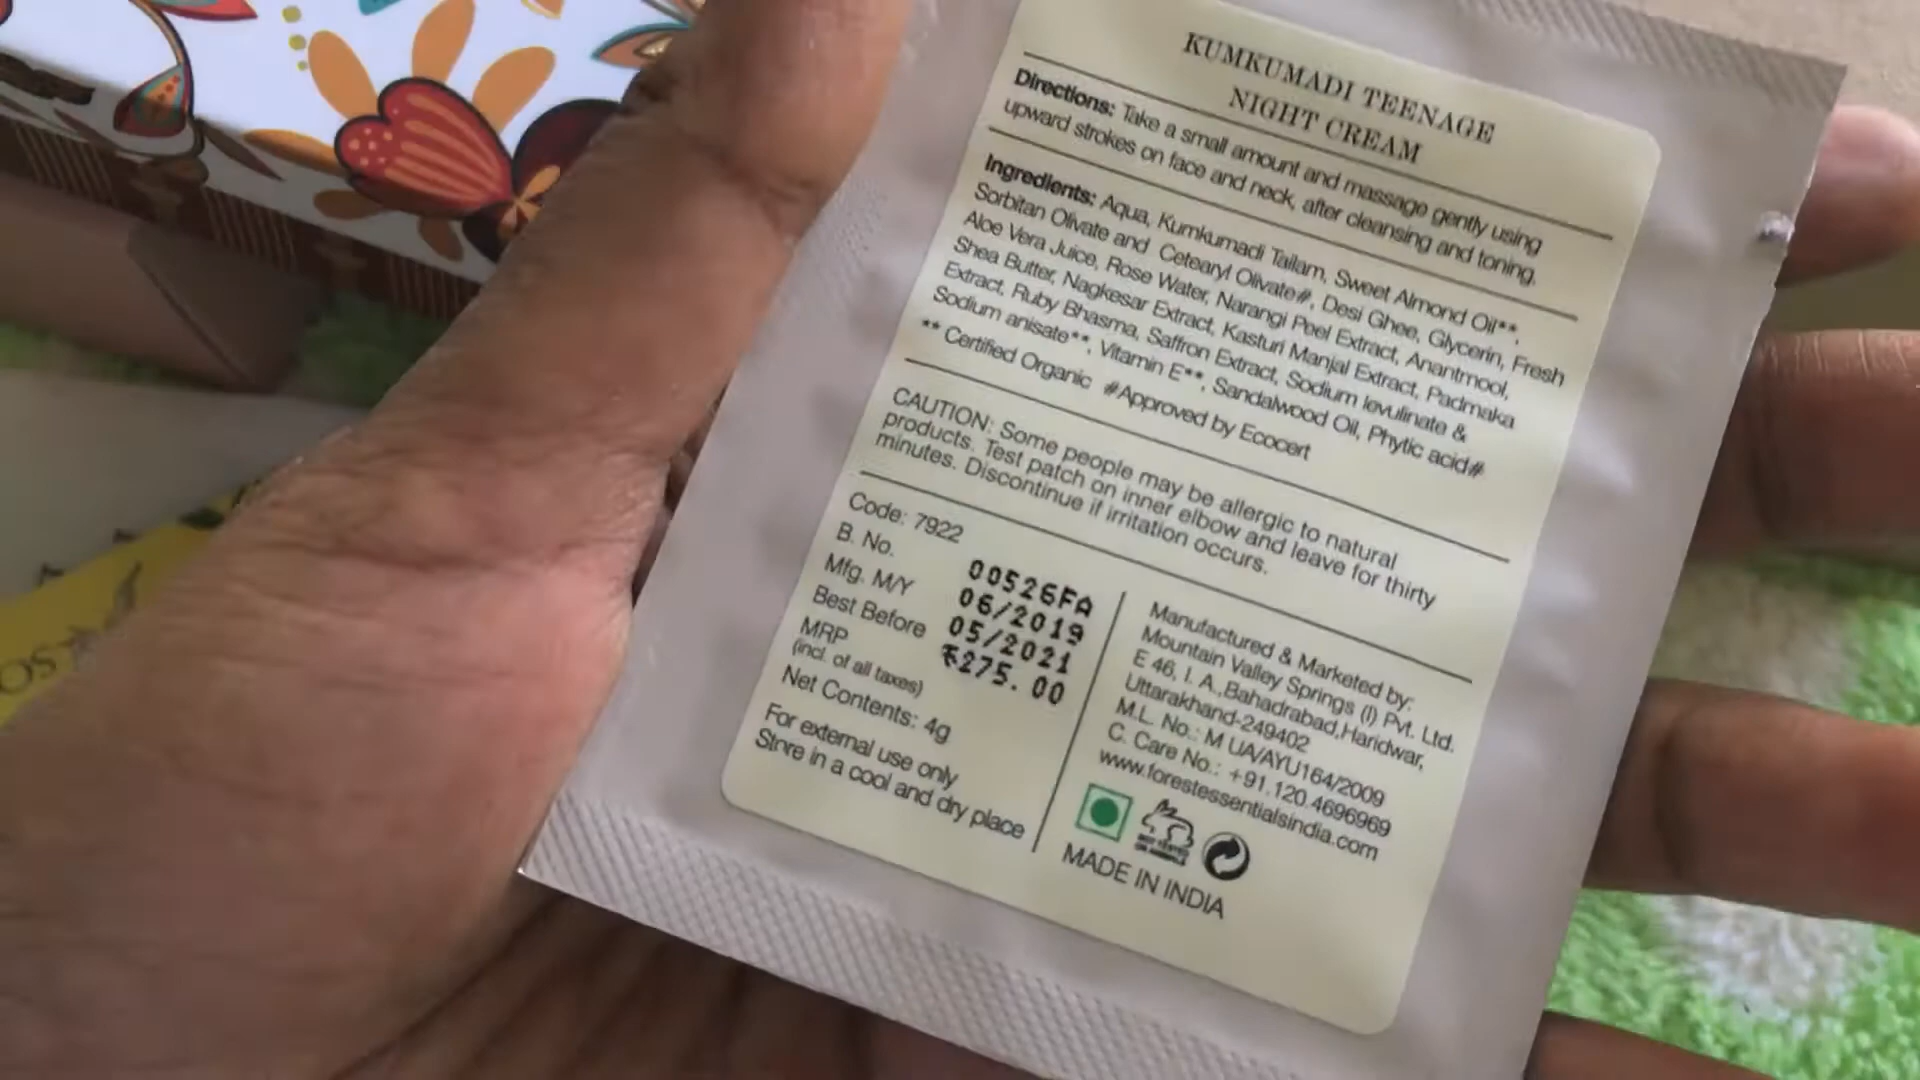 KUMKUMADI TEENAGE
NIGHT CREAM
Directions: Take a small amount and massage gently using
upward strokes on face and neck, after cleansing and toning.
Ingredients: Aqua, Kumkumadi Tailam, Sweet Almond Oil**,
Sorbitan Olivate and Cetearyl Olivate#, Desi Ghee, Glycerin, Fresh
Aloe Vera Juice, Rose Water, Narangi Peel Extract, Anantmool,
Shea Butter, Nagkesar Extract, Kasturi Manjal Extract, Padmaka
Extract, Ruby Bhasma, Saffron Extract, Sodium levulinate &
Sodium anisate**, Vitamin E**, Sandalwood Oil, Phytic acid#
** Certified Organic #Approved by Ecocert
CAUTION: Some people may be allergic to natural
products. Test patch on inner elbow and leave for thirty
minutes. Discontinue if irritation occurs.
Code: 7922
B. No. 00526FA
Mfg. M/Y 06/2019
Best Before 05/2021
MRP ₹275.00
(incl. of all taxes)
Net Contents: 4g
For external use only
Store in a cool and dry place
Manufactured & Marketed by:
Mountain Valley Springs (I) Pvt. Ltd.
E 46, I. A.,Bahadrabad,Haridwar,
Uttarakhand-249402
M.L. No.: M UA/AYU164/2009
C. Care No.: +91.120.4696969
www.forestessentialsindia.com
NOT TESTED
ON ANIMALS
MADE IN INDIA